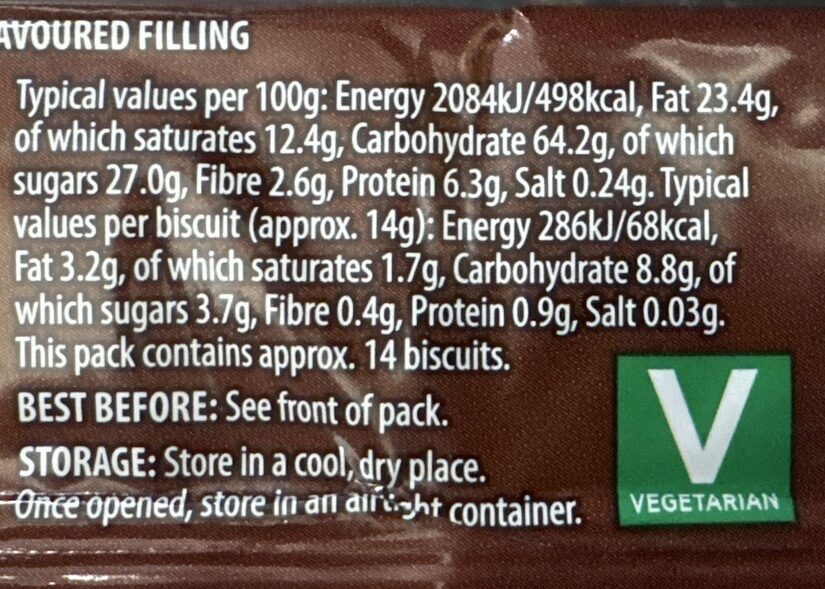 AVOURED FILLING
Typical values per 100g: Energy 2084kJ/498kcal, Fat 23.4g,
of which saturates 12.4g, Carbohydrate 64.2g, of which
sugars 27.0g, Fibre 2.6g, Protein 6.3g, Salt 0.24g. Typical
values per biscuit (approx. 14g): Energy 286kJ/68kcal,
Fat 3.2g, of which saturates 1.7g, Carbohydrate 8.8g, of
which sugars 3.7g, Fibre 0.4g, Protein 0.9g, Salt 0.03g.
This pack contains approx. 14 biscuits.
BEST BEFORE: See front of pack.
STORAGE: Store in a cool, dry place.
Once opened, store in an airtight container.
V
VEGETARIAN